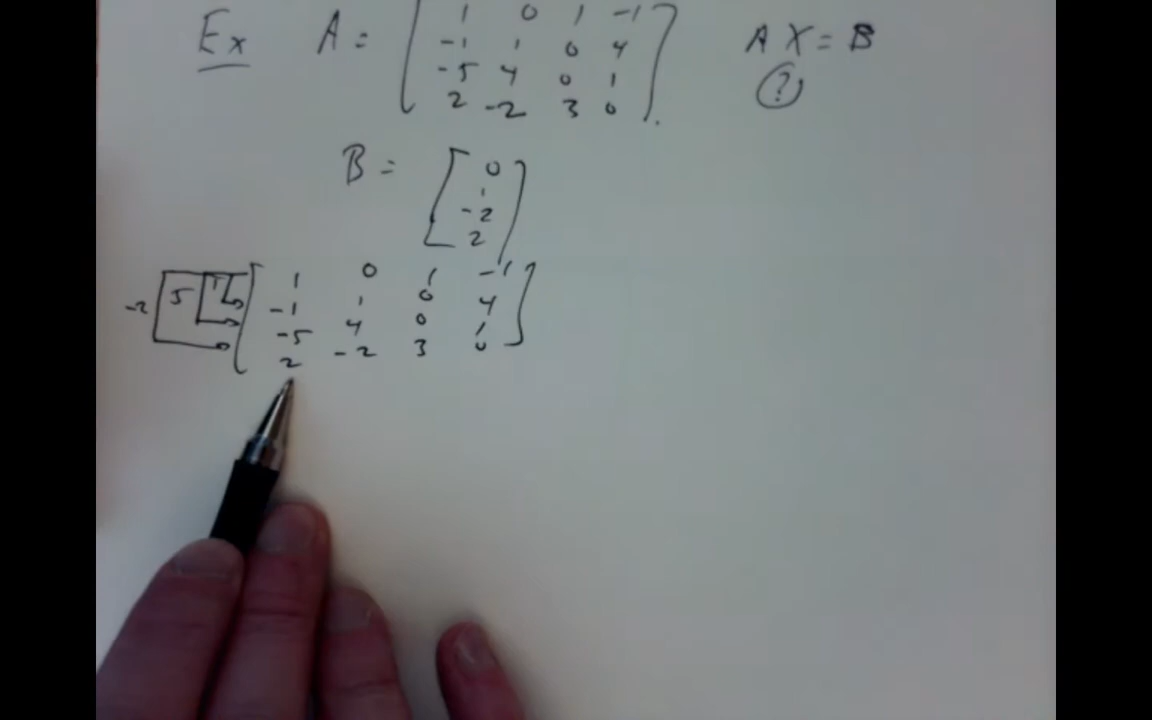 Ex A = [ 1 0 1 -1 AX = B
-1 1 0 4
-5 4 0 1 ?
2 -2 3 0 ]
B = [ 0
1
-2
2 ]
[ 1 0 1 -1
-2 5 1 -1 1 0 4
-5 4 0 1
2 -2 3 0 ]